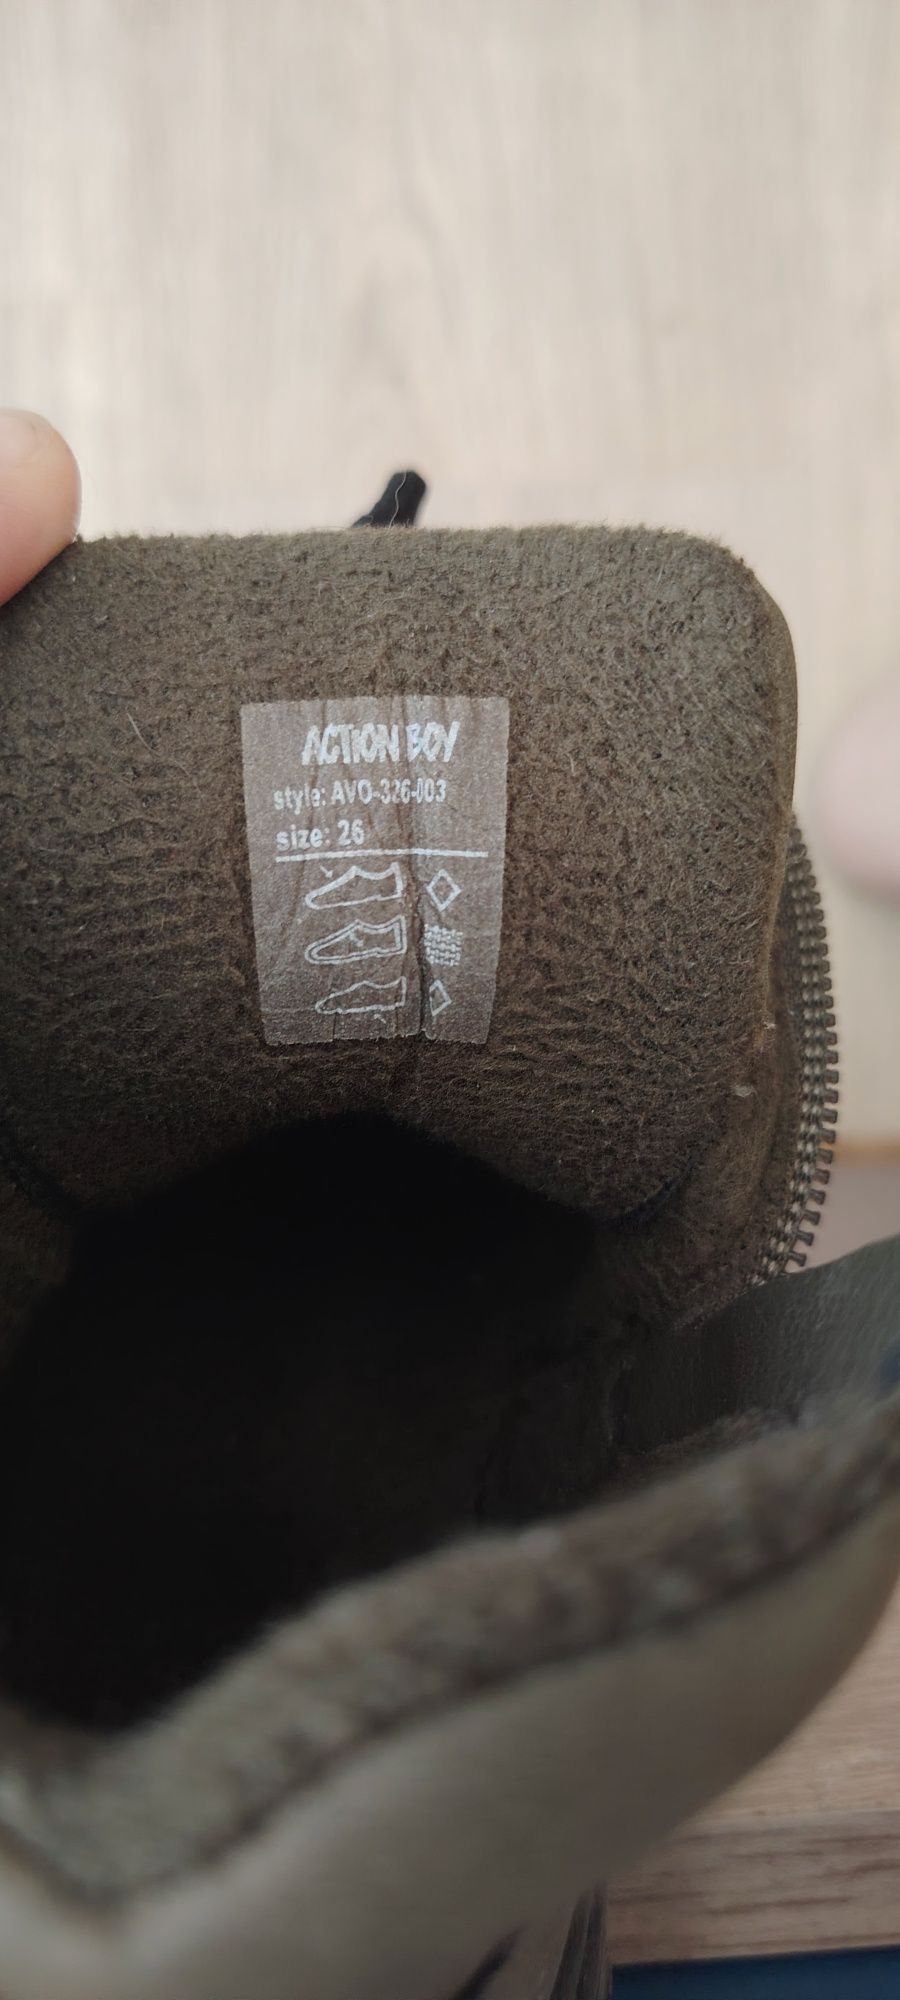 ACTION BOY
style: AVO-326-003
size: 26